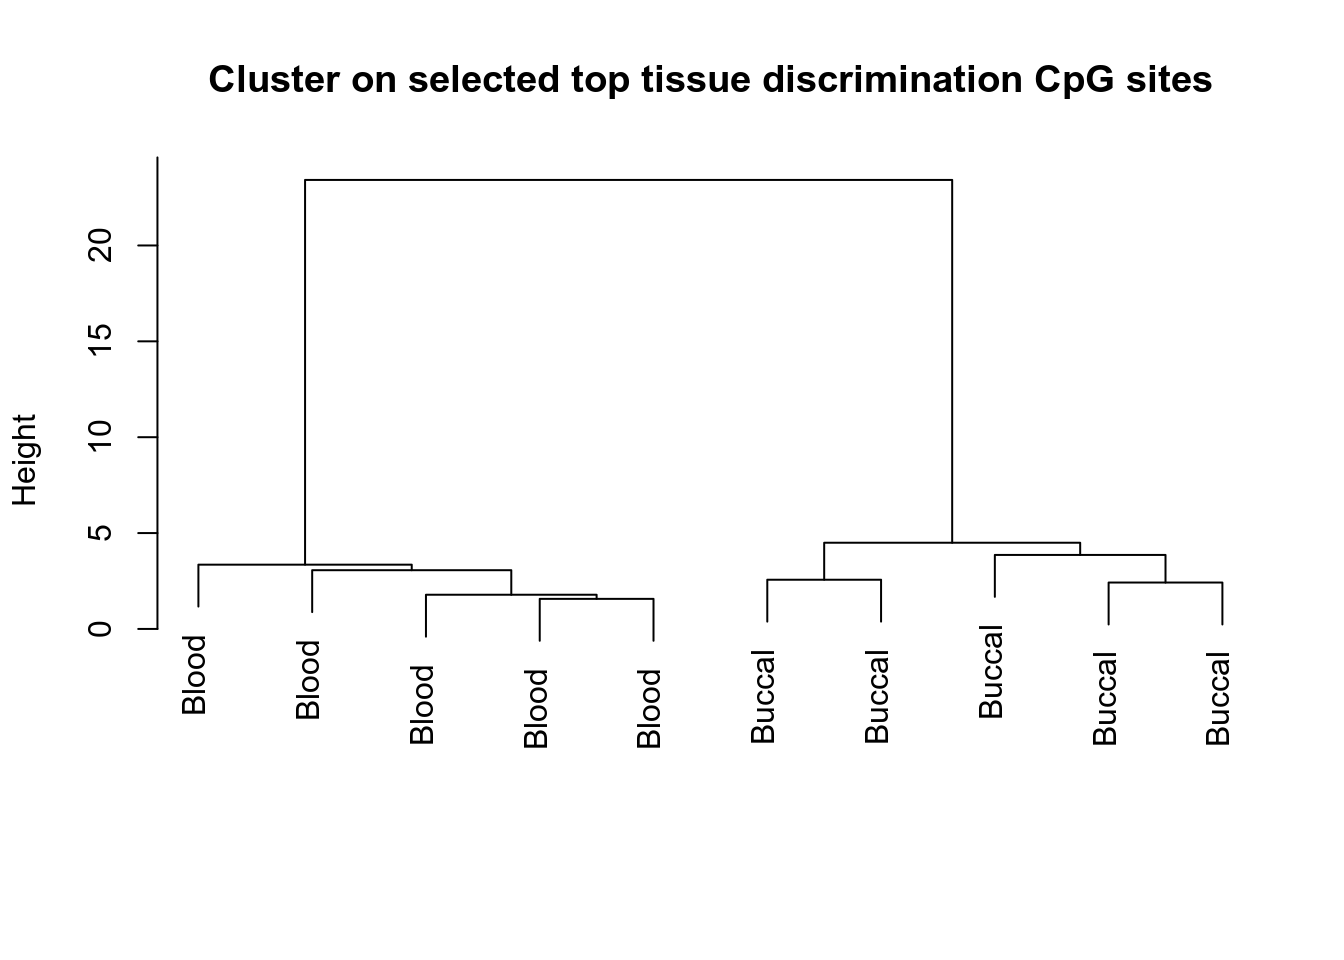 Cluster on selected top tissue discrimination CpG sites
Height
20
15
10
5
0
Blood
Blood
Blood
Blood
Blood
Buccal
Buccal
Buccal
Buccal
Buccal